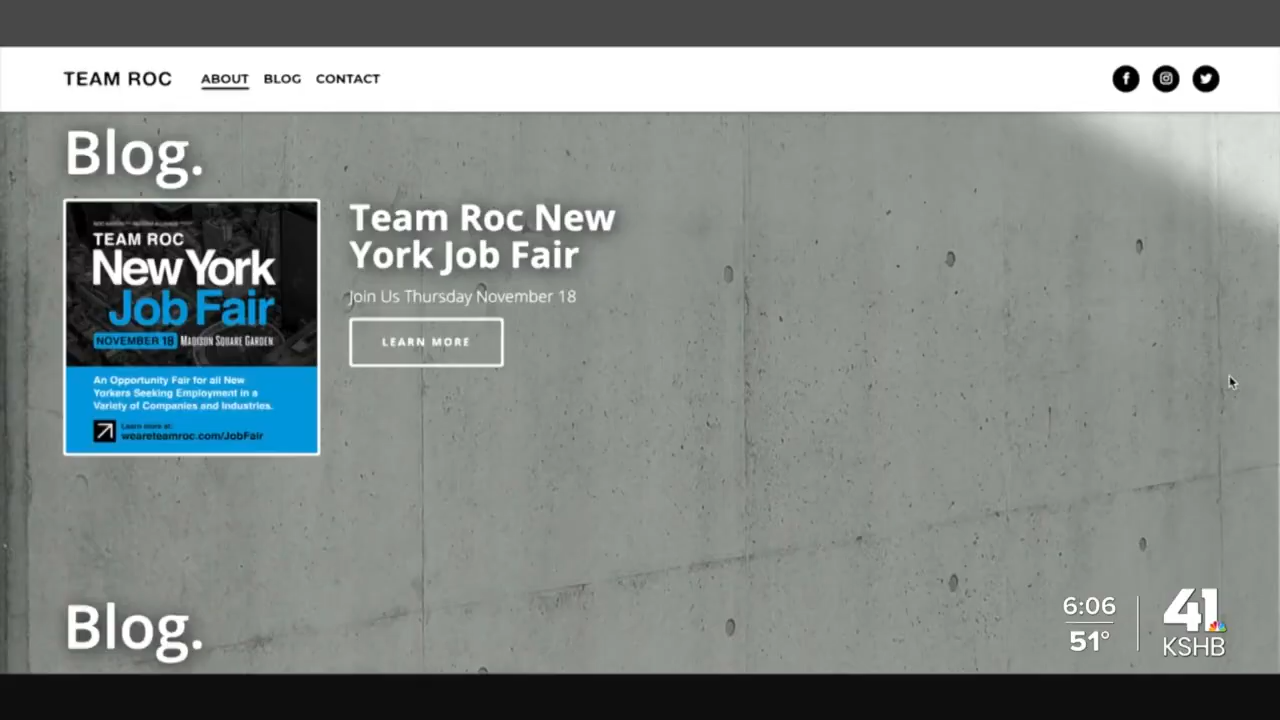 TEAM ROC
ABOUT BLOG CONTACT
Blog.
TEAM ROC
New York
Job Fair
NOVEMBER 18 MADISON SQUARE GARDEN
An Opportunity Fair for all New
Yorkers Seeking Employment in a
Variety of Companies and Industries.
Learn more at:
weareteamroc.com/JobFair
Team Roc New
York Job Fair
Join Us Thursday November 18
LEARN MORE
Blog.
6:06
51°
41
KSHB